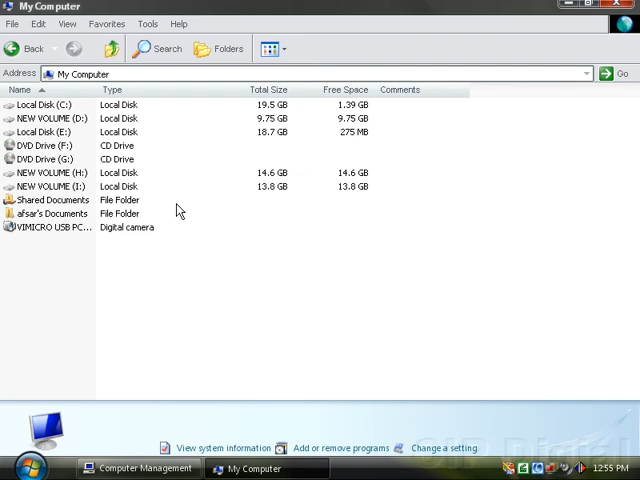 My Computer
File Edit View Favorites Tools Help
Back Search Folders
Address My Computer Go
Name Type Total Size Free Space Comments
Local Disk (C:) Local Disk 19.5 GB 1.39 GB
NEW VOLUME (D:) Local Disk 9.75 GB 9.75 GB
Local Disk (E:) Local Disk 18.7 GB 275 MB
DVD Drive (F:) CD Drive
DVD Drive (G:) CD Drive
NEW VOLUME (H:) Local Disk 14.6 GB 14.6 GB
NEW VOLUME (I:) Local Disk 13.8 GB 13.8 GB
Shared Documents File Folder
afsar's Documents File Folder
VIMICRO USB PC... Digital camera
View system information Add or remove programs Change a setting
Computer Management My Computer 12:55 PM